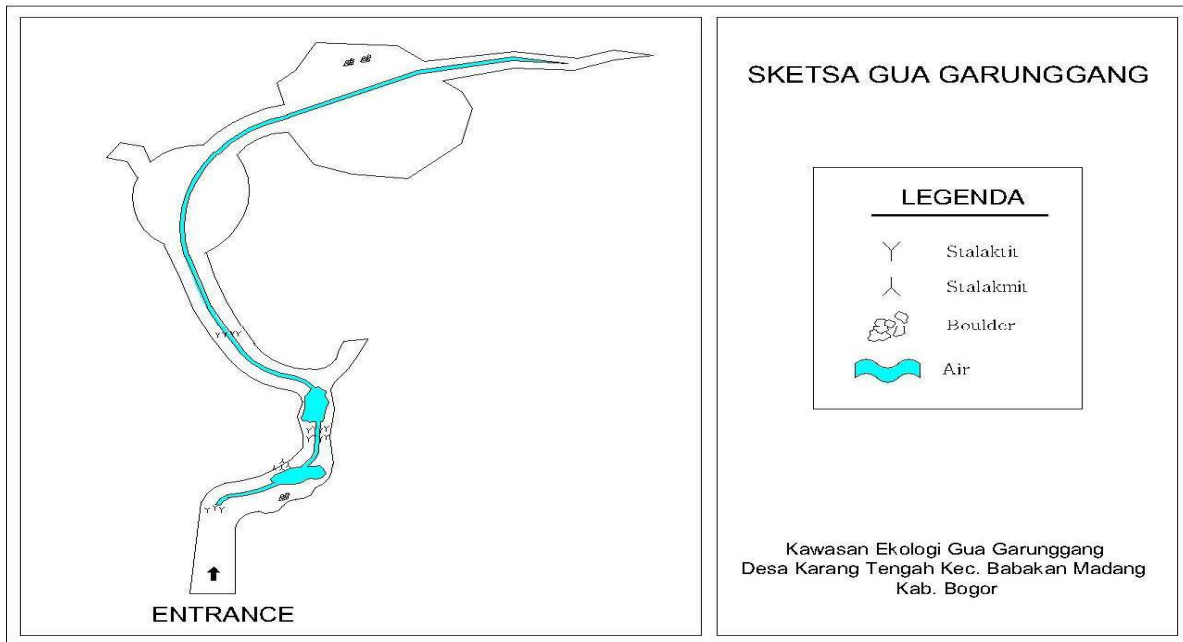 SKETSA GUA GARUNGGANG
LEGENDA
Stalaktit
Stalakmit
Boulder
Air
Kawasan Ekologi Gua Garunggang
Desa Karang Tengah Kec. Babakan Madang
Kab. Bogor
ENTRANCE